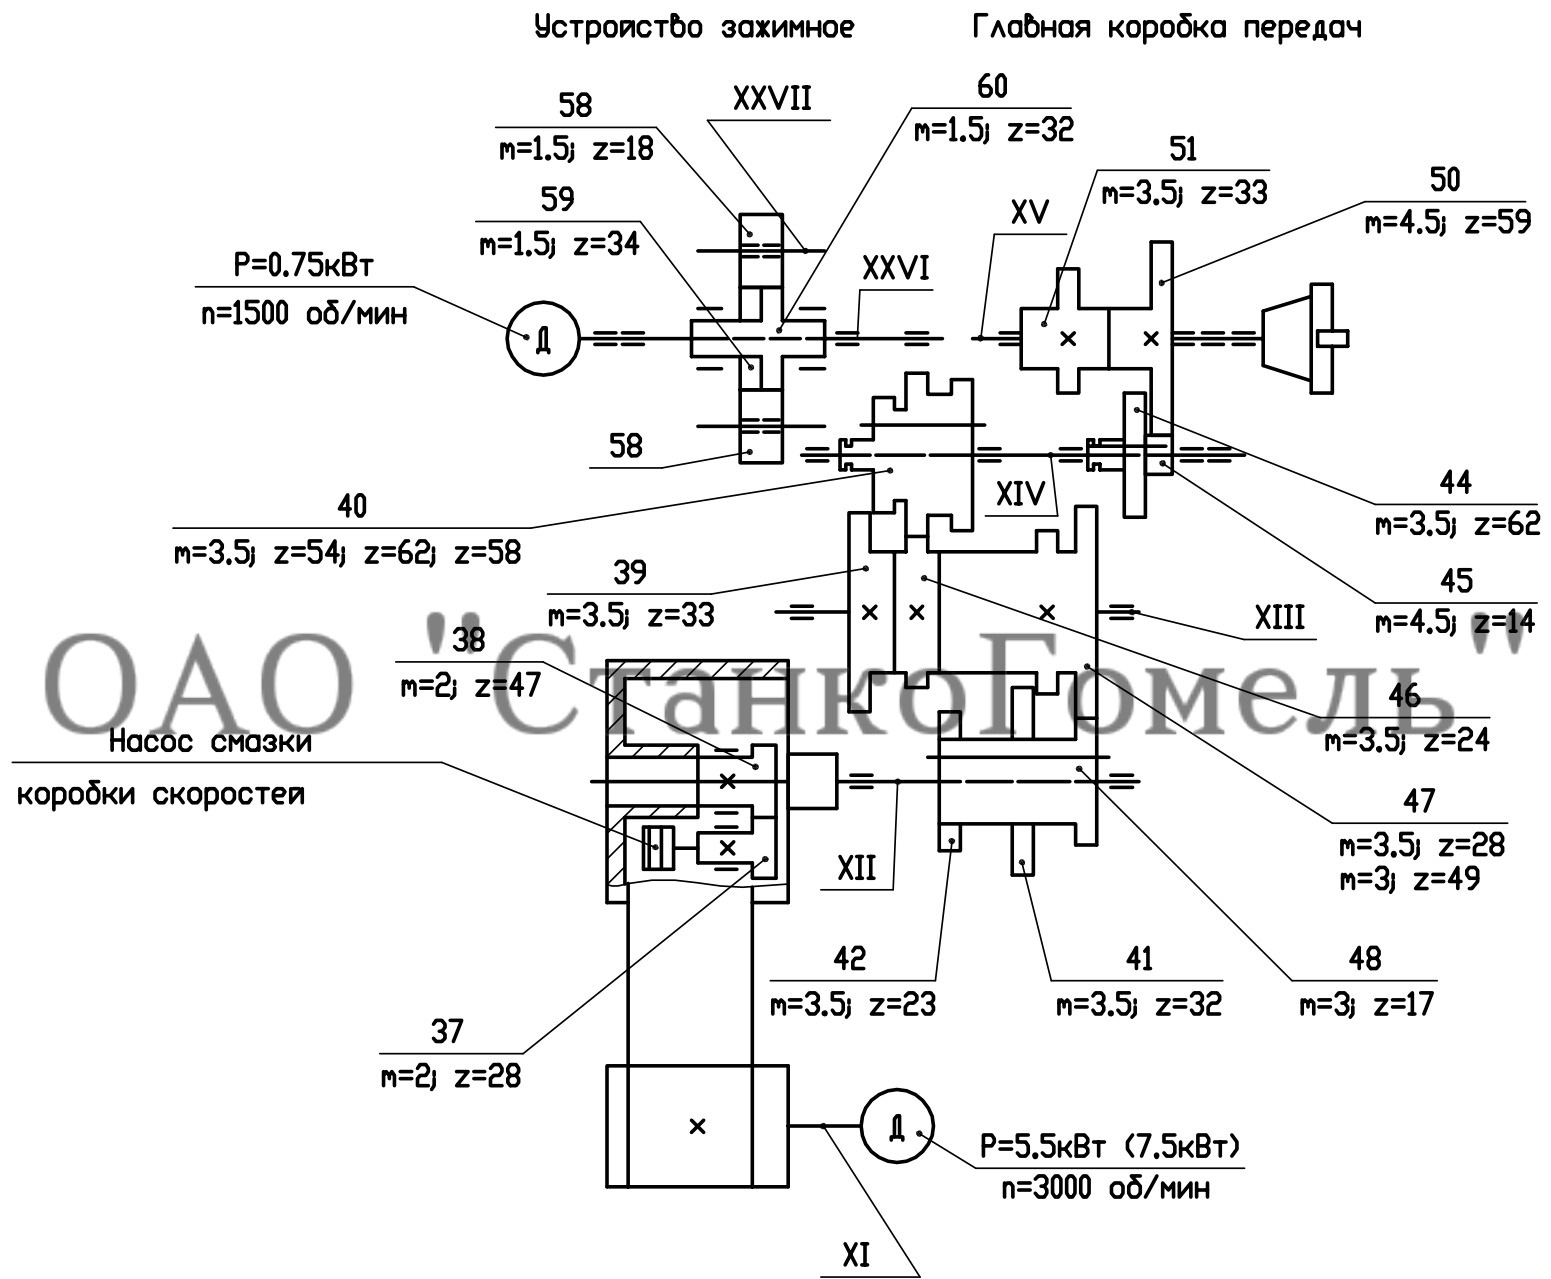 Устройство зажимное
Главная коробка передач
58
m=1.5; z=18
XXVII
60
m=1.5; z=32
51
m=3.5; z=33
50
m=4.5; z=59
59
m=1.5; z=34
XV
P=0.75кВт
n=1500 об/мин
XXVI
Д
58
XIV
44
m=3.5; z=62
40
m=3.5; z=54; z=62; z=58
39
m=3.5; z=33
45
m=4.5; z=14
XIII
ОАО "СтанкоГомель"
38
m=2; z=47
46
m=3.5; z=24
Насос смазки
коробки скоростей
47
m=3.5; z=28
m=3; z=49
XII
42
m=3.5; z=23
41
m=3.5; z=32
48
m=3; z=17
37
m=2; z=28
Д
P=5.5кВт (7.5кВт)
n=3000 об/мин
XI